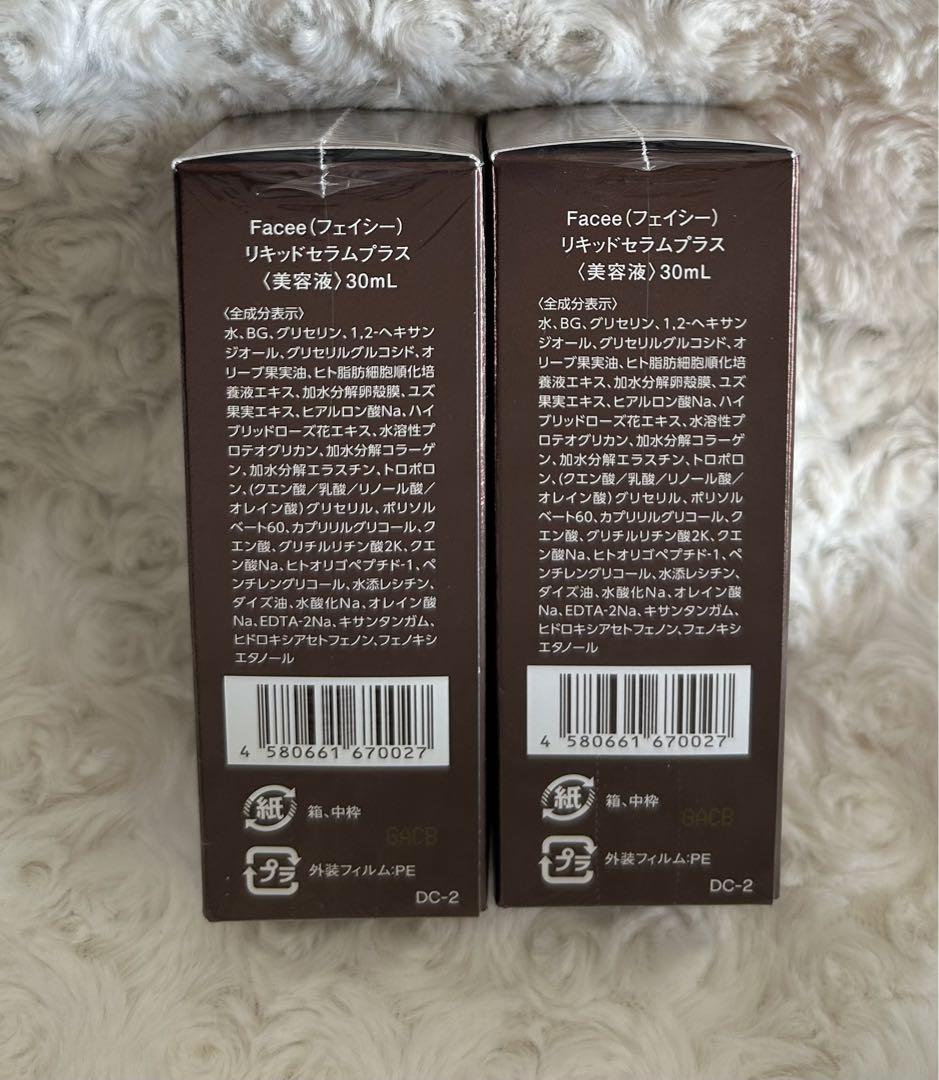 Facee(フェイシー)
リキッドセラムプラス
〈美容液〉30mL
〈全成分表示〉
水、BG、グリセリン、1,2-ヘキサン
ジオール、グリセリルグルコシド、オ
リーブ果実油、ヒト脂肪細胞順化培
養液エキス、加水分解卵殻膜、ユズ
果実エキス、ヒアルロン酸Na、ハイ
ブリッドローズ花エキス、水溶性プ
ロテオグリカン、加水分解コラーゲ
ン、加水分解エラスチン、トロポロ
ン、(クエン酸/乳酸/リノール酸/
オレイン酸)グリセリル、ポリソル
ベート60、カプリリルグリコール、ク
エン酸、グリチルリチン酸2K、クエ
ン酸Na、ヒトオリゴペプチド-1、ペ
ンチレングリコール、水添レシチン、
ダイズ油、水酸化Na、オレイン酸
Na、EDTA-2Na、キサンタンガム、
ヒドロキシアセトフェノン、フェノキシ
エタノール
4 580661 670027
紙 箱、中枠
GACB
プラ 外装フィルム:PE
DC-2
Facee(フェイシー)
リキッドセラムプラス
〈美容液〉30mL
〈全成分表示〉
水、BG、グリセリン、1,2-ヘキサン
ジオール、グリセリルグルコシド、オ
リーブ果実油、ヒト脂肪細胞順化培
養液エキス、加水分解卵殻膜、ユズ
果実エキス、ヒアルロン酸Na、ハイ
ブリッドローズ花エキス、水溶性プ
ロテオグリカン、加水分解コラーゲ
ン、加水分解エラスチン、トロポロ
ン、(クエン酸/乳酸/リノール酸/
オレイン酸)グリセリル、ポリソル
ベート60、カプリリルグリコール、ク
エン酸、グリチルリチン酸2K、クエ
ン酸Na、ヒトオリゴペプチド-1、ペ
ンチレングリコール、水添レシチン、
ダイズ油、水酸化Na、オレイン酸
Na、EDTA-2Na、キサンタンガム、
ヒドロキシアセトフェノン、フェノキシ
エタノール
4 580661 670027
紙 箱、中枠
GACB
プラ 外装フィルム:PE
DC-2